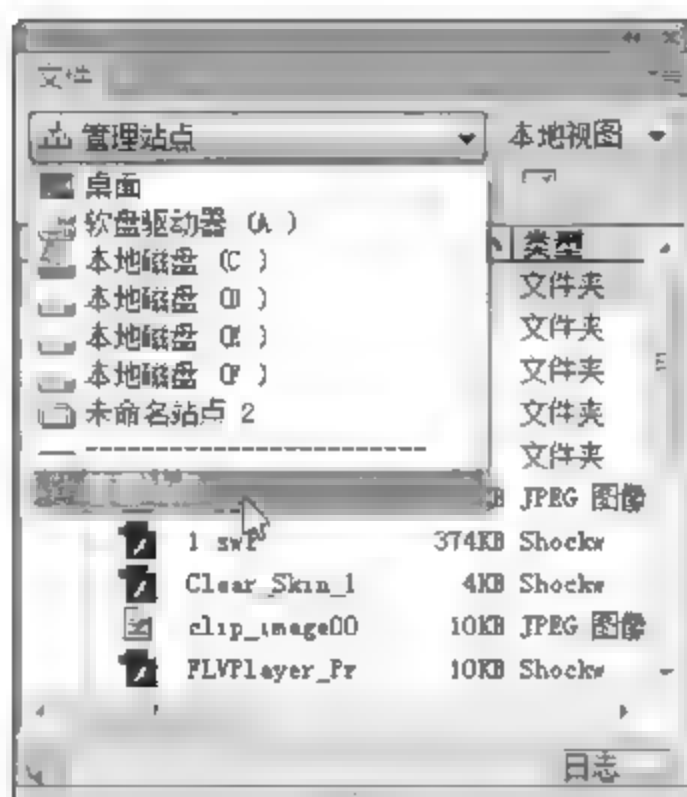 文件
管理站点 本地视图
桌面
软盘驱动器 (A )
本地磁盘 (C ) 类型
本地磁盘 (D ) 文件夹
本地磁盘 (E ) 文件夹
本地磁盘 (F ) 文件夹
未命名站点 2 文件夹
文件夹
KB JPEG 图像
1 swf 374KB Shockw
Clear_Skin_1 4KB Shockw
clip_image00 10KB JPEG 图像
FLVPlayer_Pr 10KB Shockw
日志